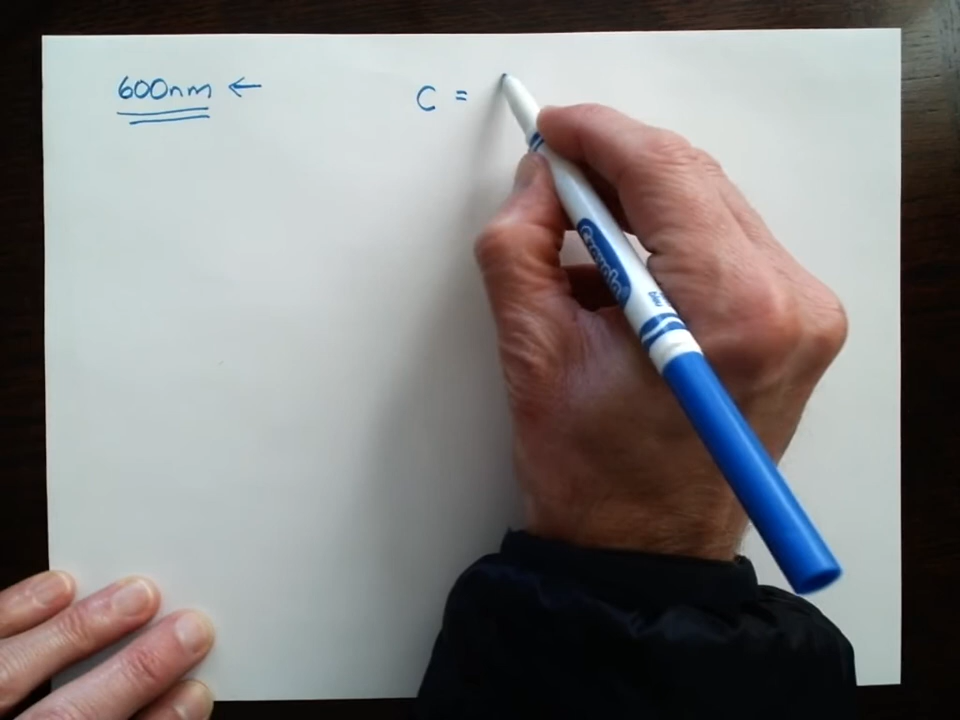 600nm ←
C =
Crayola